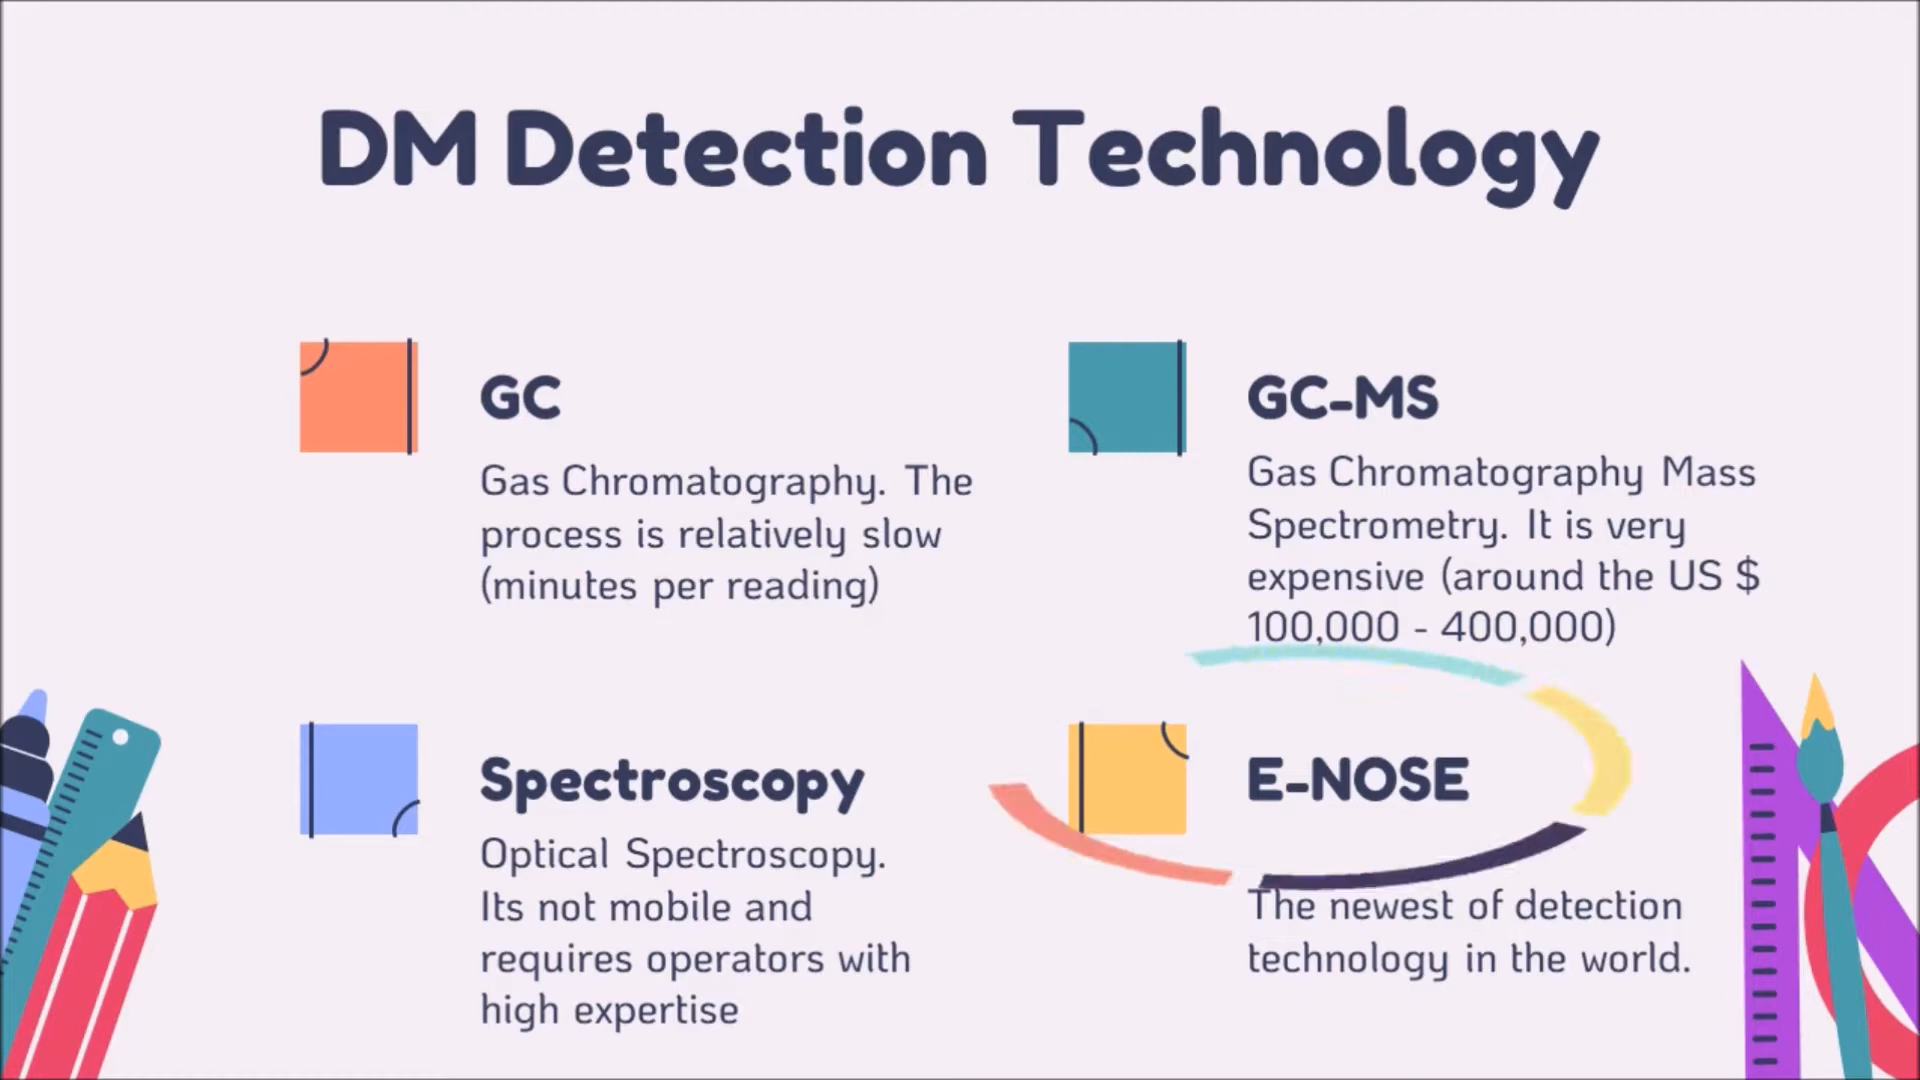 DM Detection Technology
GC
Gas Chromatography. The
process is relatively slow
(minutes per reading)
GC-MS
Gas Chromatography Mass
Spectrometry. It is very
expensive (around the US $
100,000 - 400,000)
Spectroscopy
Optical Spectroscopy.
Its not mobile and
requires operators with
high expertise
E-NOSE
The newest of detection
technology in the world.